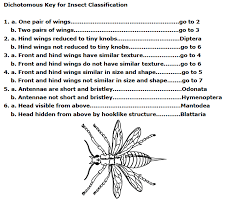 Dichotomous Key for Insect Classification
1. a. One pair of wings..............................................go to 2
b. Two pairs of wings............................................go to 3
2. a. Hind wings reduced to tiny knobs....................Diptera
b. Hind wings not reduced to tiny knobs..............go to 6
3. a. Front and hind wings have similar texture........go to 4
b. Front and hind wings do not have similar texture......go to 6
4. a. Front and hind wings similar in size and shape......go to 7
b. Front and hind wings not similar in size and shape....go to 5
5. a. Antennae are short and bristley.......................Odonata
b. Antennae not short and bristley.......................Hymenoptera
6. a. Head visible from above..................................Mantodea
b. Head hidden from above by hooklike structure...........Blattaria